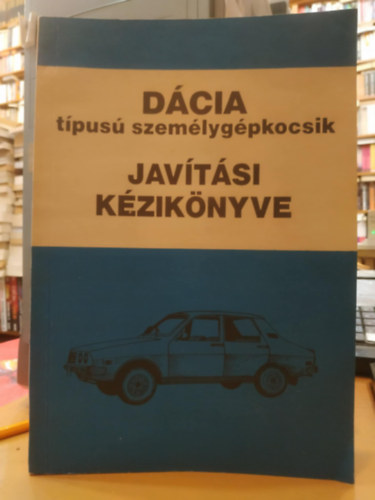 DÁCIA
típusú személygépkocsik
JAVÍTÁSI
KÉZIKÖNYVE